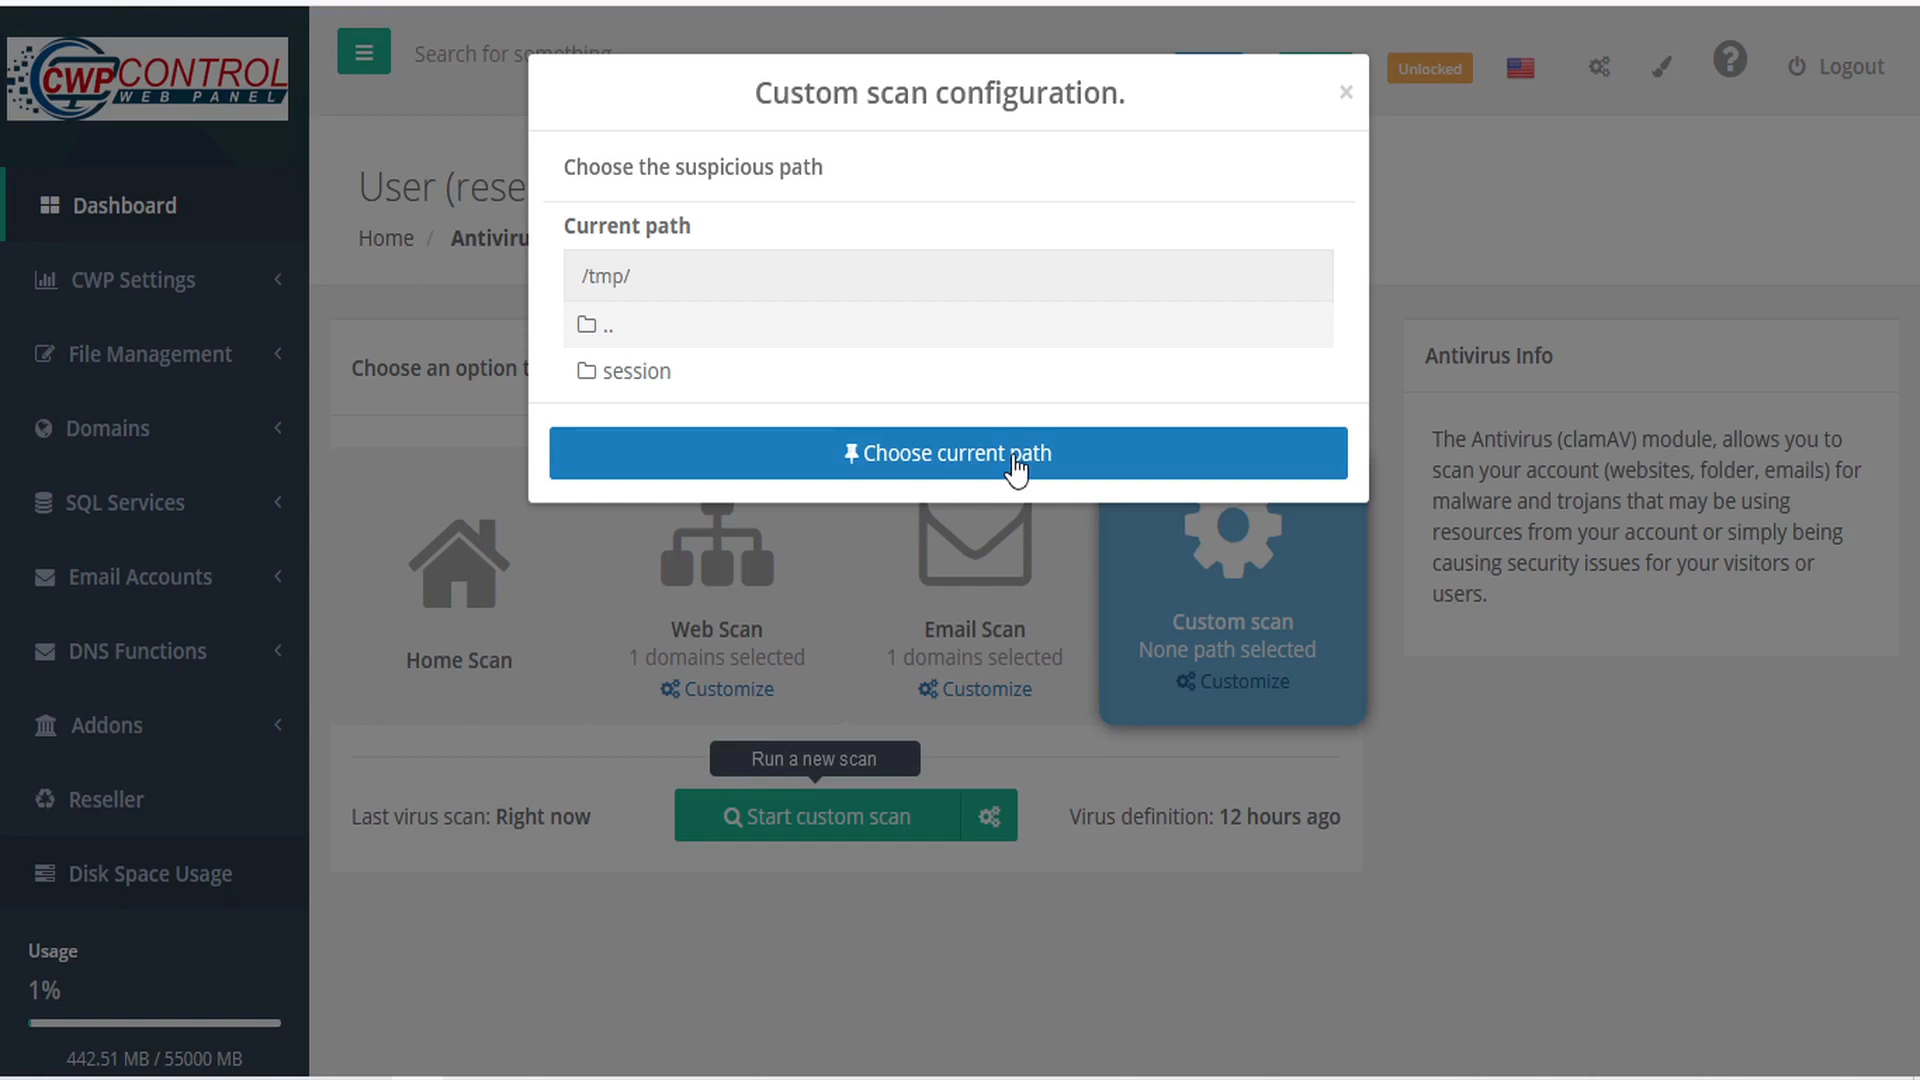 CWP CONTROL
WEB PANEL
Search for something
Unlocked
Logout
Custom scan configuration.
×
Choose the suspicious path
Current path
/tmp/
..
session
Choose current path
User (rese
Home / Antiviru
Dashboard
CWP Settings
File Management
Domains
SQL Services
Email Accounts
DNS Functions
Addons
Reseller
Disk Space Usage
Usage
1%
442.51 MB / 55000 MB
Choose an option t
Home Scan
Web Scan
1 domains selected
Customize
Email Scan
1 domains selected
Customize
Custom scan
None path selected
Customize
Run a new scan
Last virus scan: Right now
Start custom scan
Virus definition: 12 hours ago
Antivirus Info
The Antivirus (clamAV) module, allows you to
scan your account (websites, folder, emails) for
malware and trojans that may be using
resources from your account or simply being
causing security issues for your visitors or
users.